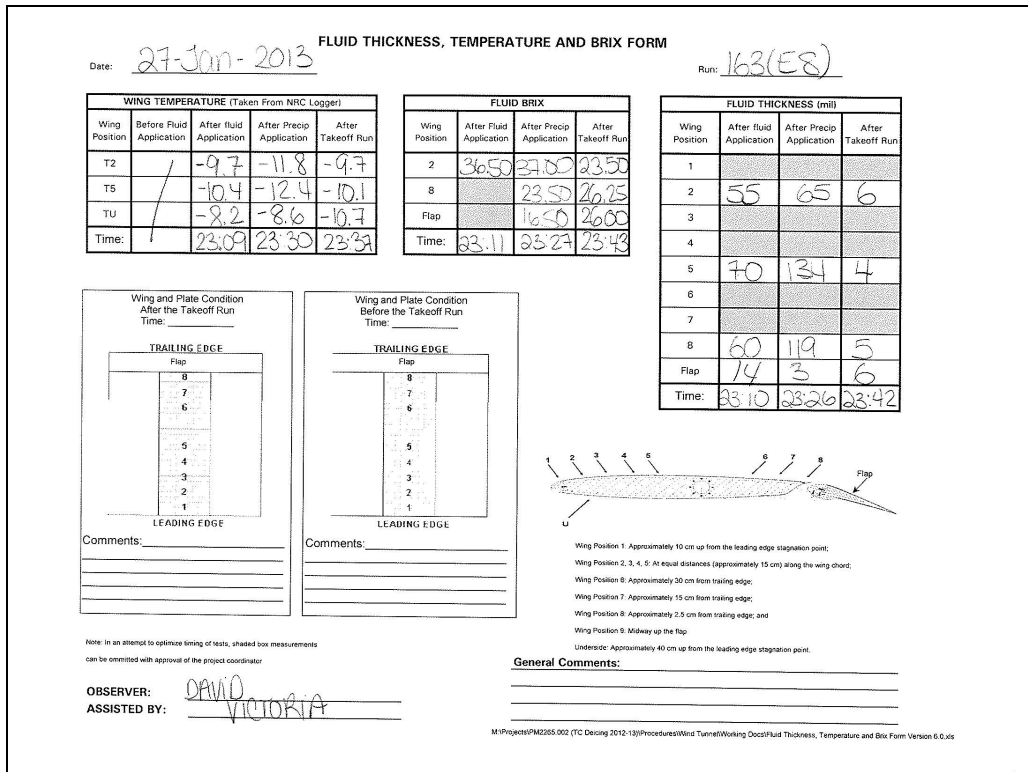 FLUID THICKNESS, TEMPERATURE AND BRIX FORM
Date: 27-Jan-2013
Run: 163(E8)
WING TEMPERATURE (Taken From NRC Logger)
Wing Position Before Fluid Application After fluid Application After Precip Application After Takeoff Run
T2 -9.7 -11.8 -9.7
T5 -10.4 -12.4 -10.1
TU -8.2 -8.6 -10.7
Time: 23:09 23:30 23:37
FLUID BRIX
Wing Position After Fluid Application After Precip Application After Takeoff Run
2 36.50 37.00 23.50
8 23.50 26.25
Flap 16.50 26.00
Time: 23:11 23:27 23:43
FLUID THICKNESS (mil)
Wing Position After fluid Application After Precip Application After Takeoff Run
1
2 55 65 6
3
4
5 70 134 4
6
7
8 60 119 5
Flap 14 3 6
Time: 23:10 23:26 23:42
Wing and Plate Condition
After the Takeoff Run
Time:
TRAILING EDGE
Flap
8
7
6
5
4
3
2
1
LEADING EDGE
Comments:
Wing and Plate Condition
Before the Takeoff Run
Time:
TRAILING EDGE
Flap
8
7
6
5
4
3
2
1
LEADING EDGE
Comments:
1 2 3 4 5 6 7 8
Flap
U
Wing Position 1: Approximately 10 cm up from the leading edge stagnation point;
Wing Position 2, 3, 4, 5: At equal distances (approximately 15 cm) along the wing chord;
Wing Position 6: Approximately 30 cm from trailing edge;
Wing Position 7: Approximately 15 cm from trailing edge;
Wing Position 8: Approximately 2.5 cm from trailing edge; and
Wing Position 9: Midway up the flap
Underside: Approximately 40 cm up from the leading edge stagnation point.
Note: In an attempt to optimize timing of tests, shaded box measurements
can be ommitted with approval of the project coordinator
General Comments:
OBSERVER: DAVID
ASSISTED BY: VICTORIA
M:\Projects\PM2265.002 (TC Deicing 2012-13)\Procedures\Wind Tunnel\Working Docs\Fluid Thickness, Temperature and Brix Form Version 6.0.xls